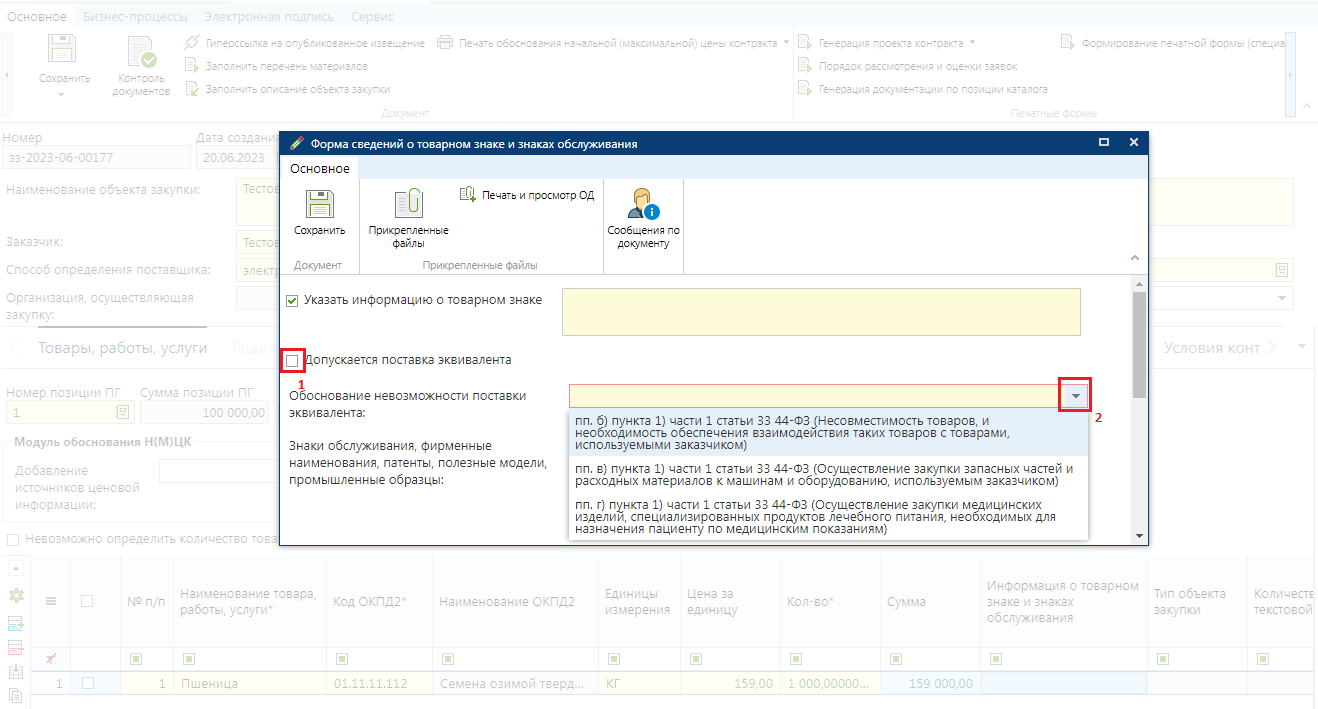 Основное Бизнес-процессы Электронная подпись Сервис
Сохранить
Контроль
документов
Гиперссылка на опубликованное извещение
Заполнить перечень материалов
Заполнить описание объекта закупки
Печать обоснования начальной (максимальной) цены контракта
Документ
Генерация проекта контракта
Порядок рассмотрения и оценки заявок
Генерация документации по позиции каталога
Формирование печатной формы (специа
Печатные формы
Номер
зз-2023-06-00177
Дата создания
20.06.2023
Наименование объекта закупки:
Тестов
Заказчик:
Тестов
Способ определения поставщика:
электр
Организация, осуществляющая
закупку:
Товары, работы, услуги
Родит
Условия конт
Номер позиции ПГ
1
Сумма позиции ПГ
100 000,00
Модуль обоснования Н(М)ЦК
Добавление
источников ценовой
информации:
Невозможно определить количество това
Форма сведений о товарном знаке и знаках обслуживания
Основное
Сохранить
Документ
Прикрепленные
файлы
Печать и просмотр ОД
Прикрепленные файлы
Сообщения по
документу
Указать информацию о товарном знаке
Допускается поставка эквивалента
1
Обоснование невозможности поставки
эквивалента:
2
пп. б) пункта 1) части 1 статьи 33 44-ФЗ (Несовместимость товаров, и
необходимость обеспечения взаимодействия таких товаров с товарами,
используемыми заказчиком)
пп. в) пункта 1) части 1 статьи 33 44-ФЗ (Осуществление закупки запасных частей и
расходных материалов к машинам и оборудованию, используемым заказчиком)
пп. г) пункта 1) части 1 статьи 33 44-ФЗ (Осуществление закупки медицинских
изделий, специализированных продуктов лечебного питания, необходимых для
назначения пациенту по медицинским показаниям)
Знаки обслуживания, фирменные
наименования, патенты, полезные модели,
промышленные образцы:
№ п/п
Наименование товара,
работы, услуги*
Код ОКПД2*
Наименование ОКПД2
Единицы
измерения
Цена за
единицу
Кол-во*
Сумма
Информация о товарном
знаке и знаках
обслуживания
Тип объекта
закупки
Количеств
текстовой
1 1 Пшеница 01.11.11.112 Семена озимой тверд... КГ 159,00 1 000,00000... 159 000,00